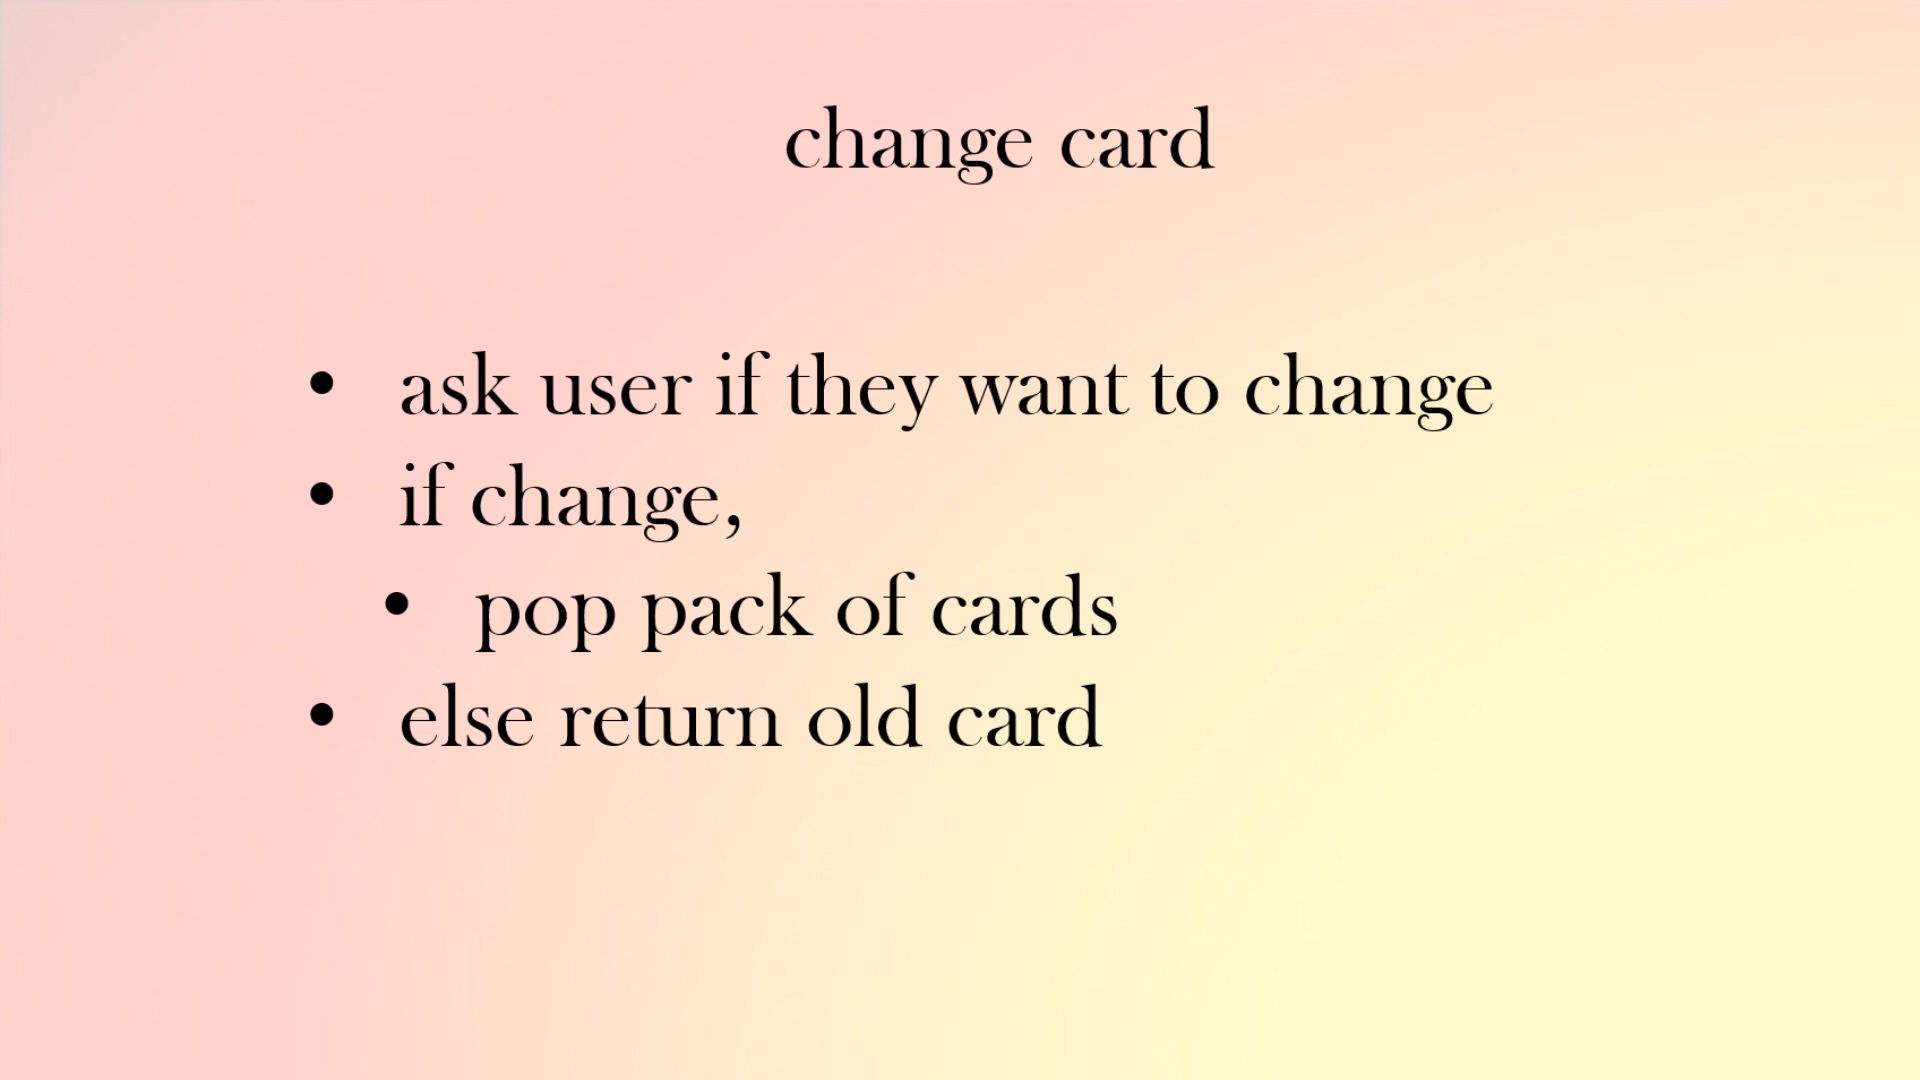 change card
• ask user if they want to change
• if change,
• pop pack of cards
• else return old card